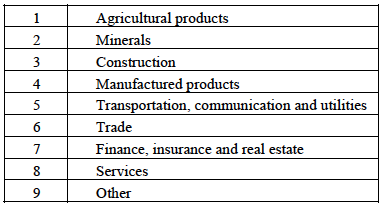 1 Agricultural products
2 Minerals
3 Construction
4 Manufactured products
5 Transportation, communication and utilities
6 Trade
7 Finance, insurance and real estate
8 Services
9 Other